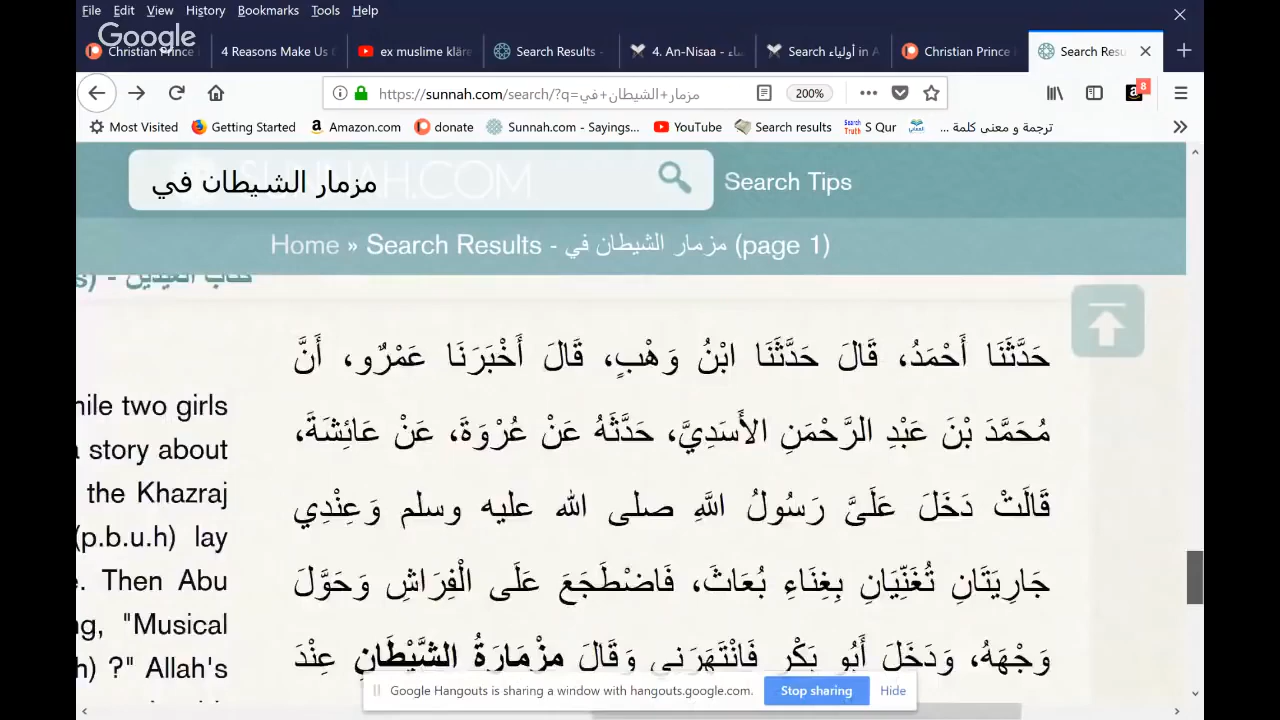 File Edit View History Bookmarks Tools Help
Google
Christian Prince
4 Reasons Make Us
ex muslime kläre
Search Results -
4. An-Nisaa -
Search أولياء in A
Christian Prince
Search Resu
https://sunnah.com/search/?q=مزمار+الشيطان+في
200%
8
Most Visited Getting Started Amazon.com donate Sunnah.com - Sayings... YouTube Search results Search Truth S Qur ترجمة و معنى كلمة ...
SUNNAH.COM
مزمار الشيطان في
Search Tips
Home » Search Results - مزمار الشيطان في (page 1)
حَدَّثَنَا أَحْمَدُ، قَالَ حَدَّثَنَا ابْنُ وَهْبٍ، قَالَ أَخْبَرَنَا عَمْرٌو، أَنَّ
مُحَمَّدَ بْنَ عَبْدِ الرَّحْمَنِ الأَسَدِيَّ، حَدَّثَهُ عَنْ عُرْوَةَ، عَنْ عَائِشَةَ،
قَالَتْ دَخَلَ عَلَىَّ رَسُولُ اللَّهِ صلى الله عليه وسلم وَعِنْدِي
جَارِيَتَانِ تُغَنِّيَانِ بِغِنَاءِ بُعَاثَ، فَاضْطَجَعَ عَلَى الْفِرَاشِ وَحَوَّلَ
وَجْهَهُ، وَدَخَلَ أَبُو بَكْرٍ فَانْتَهَرَنِي وَقَالَ مِزْمَارَةُ الشَّيْطَانِ عِنْدَ
two girls
story about
the Khazraj
(p.b.u.h) lay
Then Abu
"Musical
?" Allah's
Google Hangouts is sharing a window with hangouts.google.com. Stop sharing Hide